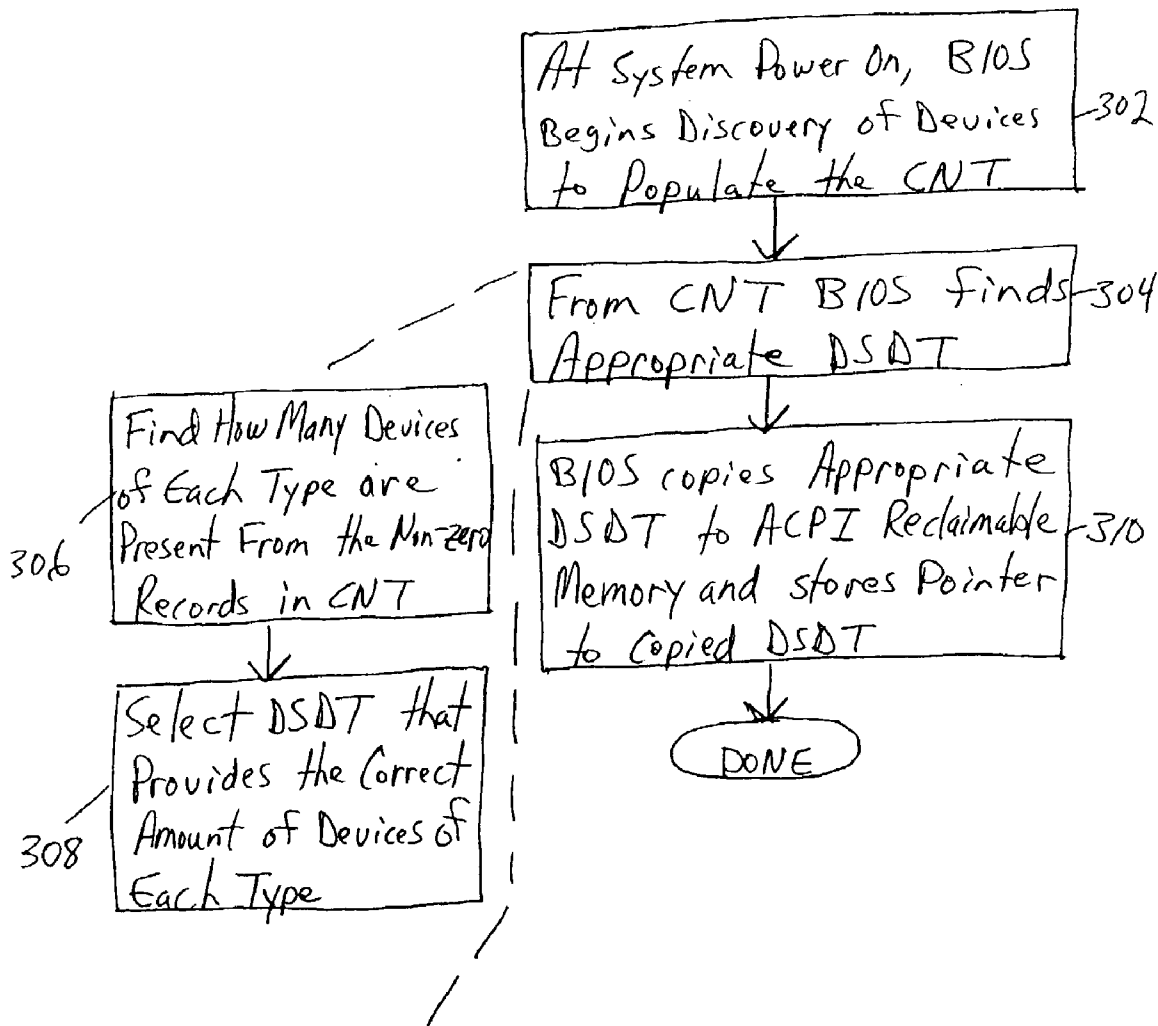 At System Power On, BIOS
Begins Discovery of Devices
to Populate the CNT
302
From CNT BIOS finds
Appropriate DSDT
304
Find How Many Devices
of Each Type are
Present From the Non-zero
Records in CNT
306
Select DSDT that
Provides the Correct
Amount of Devices of
Each Type
308
BIOS copies Appropriate
DSDT to ACPI Reclaimable
Memory and stores Pointer
to Copied DSDT
310
DONE